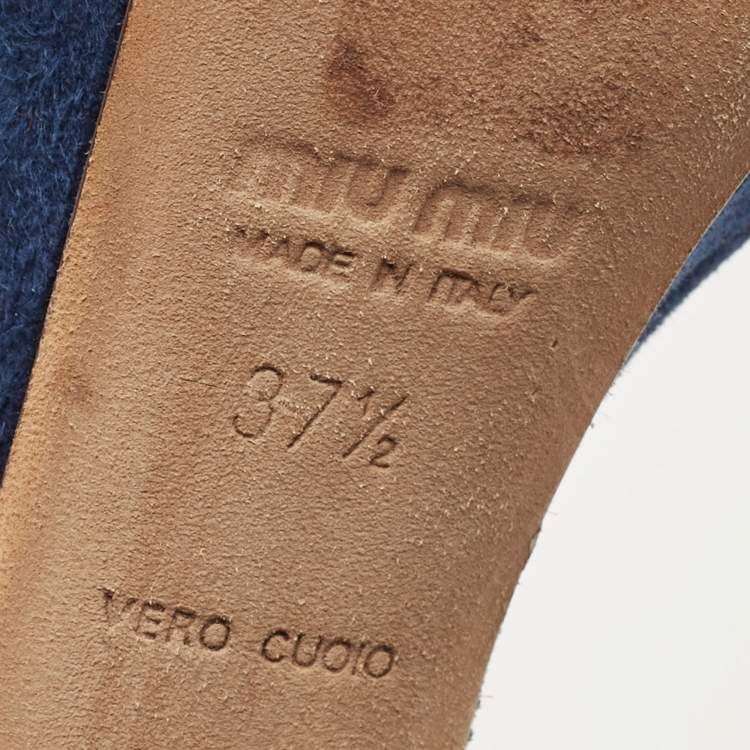 MIU MIU
MADE IN ITALY
37½
VERO CUOIO